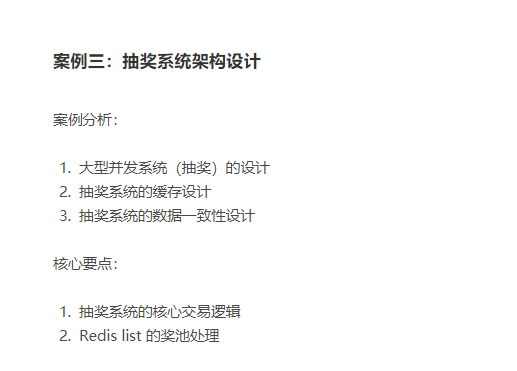 案例三：抽奖系统架构设计
案例分析：
1. 大型并发系统（抽奖）的设计
2. 抽奖系统的缓存设计
3. 抽奖系统的数据一致性设计
核心要点：
1. 抽奖系统的核心交易逻辑
2. Redis list 的奖池处理